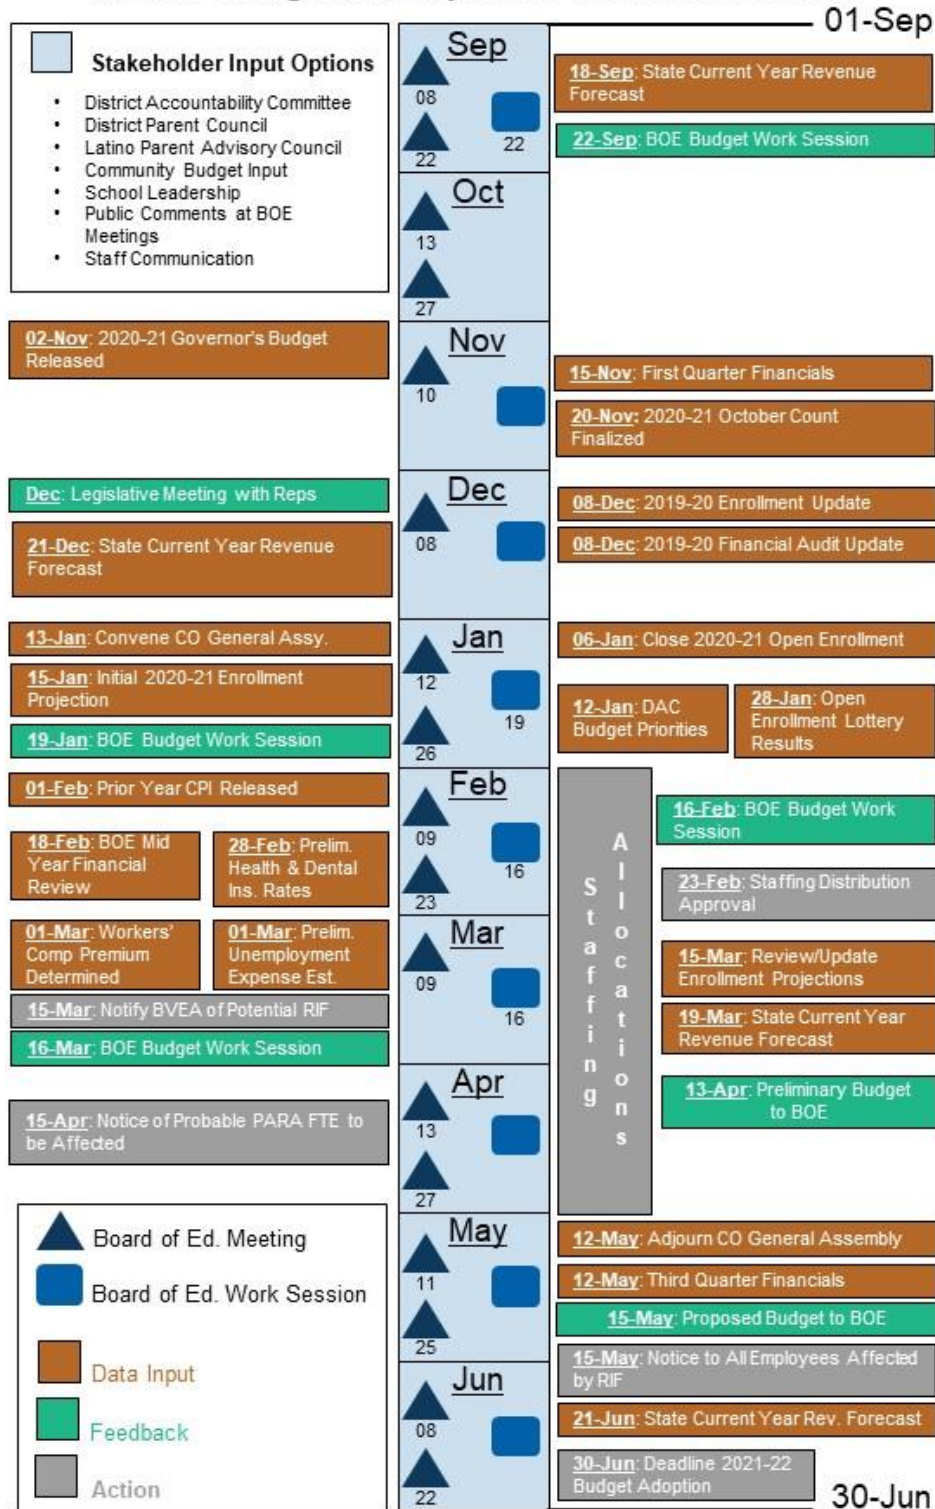 01-Sep
Stakeholder Input Options
• District Accountability Committee
• District Parent Council
• Latino Parent Advisory Council
• Community Budget Input
• School Leadership
• Public Comments at BOE
Meetings
• Staff Communication
Sep
08
22
22
18-Sep: State Current Year Revenue
Forecast
22-Sep: BOE Budget Work Session
Oct
13
27
02-Nov: 2020-21 Governor's Budget
Released
Nov
10
15-Nov: First Quarter Financials
20-Nov: 2020-21 October Count
Finalized
Dec: Legislative Meeting with Reps
21-Dec: State Current Year Revenue
Forecast
Dec
08
08-Dec: 2019-20 Enrollment Update
08-Dec: 2019-20 Financial Audit Update
13-Jan: Convene CO General Assy.
15-Jan: Initial 2020-21 Enrollment
Projection
19-Jan: BOE Budget Work Session
Jan
12
19
26
06-Jan: Close 2020-21 Open Enrollment
12-Jan: DAC
Budget Priorities
28-Jan: Open
Enrollment Lottery
Results
01-Feb: Prior Year CPI Released
18-Feb: BOE Mid
Year Financial
Review
28-Feb: Prelim.
Health & Dental
Ins. Rates
Feb
09
16
23
Staffing
Allocations
16-Feb: BOE Budget Work
Session
23-Feb: Staffing Distribution
Approval
01-Mar: Workers'
Comp Premium
Determined
01-Mar: Prelim.
Unemployment
Expense Est.
15-Mar: Notify BVEA of Potential RIF
16-Mar: BOE Budget Work Session
Mar
09
16
15-Mar: Review/Update
Enrollment Projections
19-Mar: State Current Year
Revenue Forecast
15-Apr: Notice of Probable PARA FTE to
be Affected
Apr
13
27
13-Apr: Preliminary Budget
to BOE
Board of Ed. Meeting
Board of Ed. Work Session
Data Input
Feedback
Action
May
11
25
12-May: Adjourn CO General Assembly
12-May: Third Quarter Financials
15-May: Proposed Budget to BOE
15-May: Notice to All Employees Affected
by RIF
Jun
08
22
21-Jun: State Current Year Rev. Forecast
30-Jun: Deadline 2021-22
Budget Adoption
30-Jun